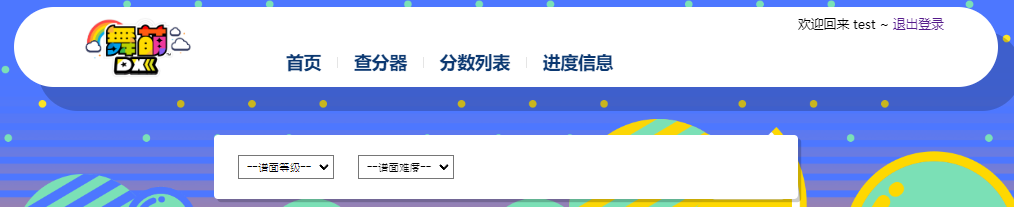 欢迎回来 test ~ 退出登录
舞萌
DX
首页 查分器 分数列表 进度信息
--谱面等级-- --谱面难度--